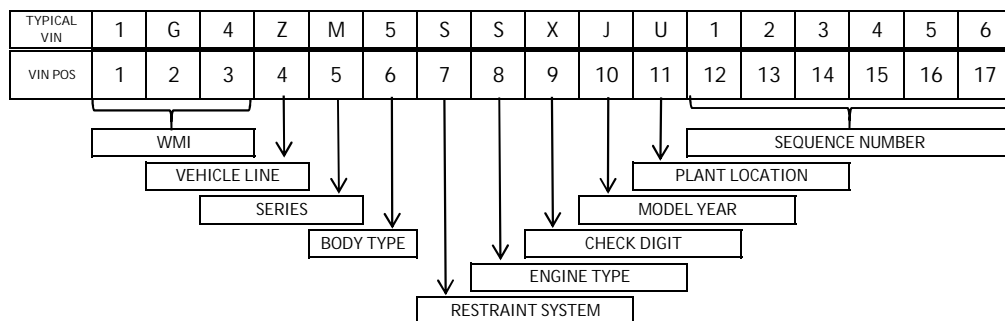 TYPICAL VIN 1 G 4 Z M 5 S S X J U 1 2 3 4 5 6
VIN POS 1 2 3 4 5 6 7 8 9 10 11 12 13 14 15 16 17
WMI SEQUENCE NUMBER
VEHICLE LINE PLANT LOCATION
SERIES MODEL YEAR
BODY TYPE CHECK DIGIT
ENGINE TYPE
RESTRAINT SYSTEM